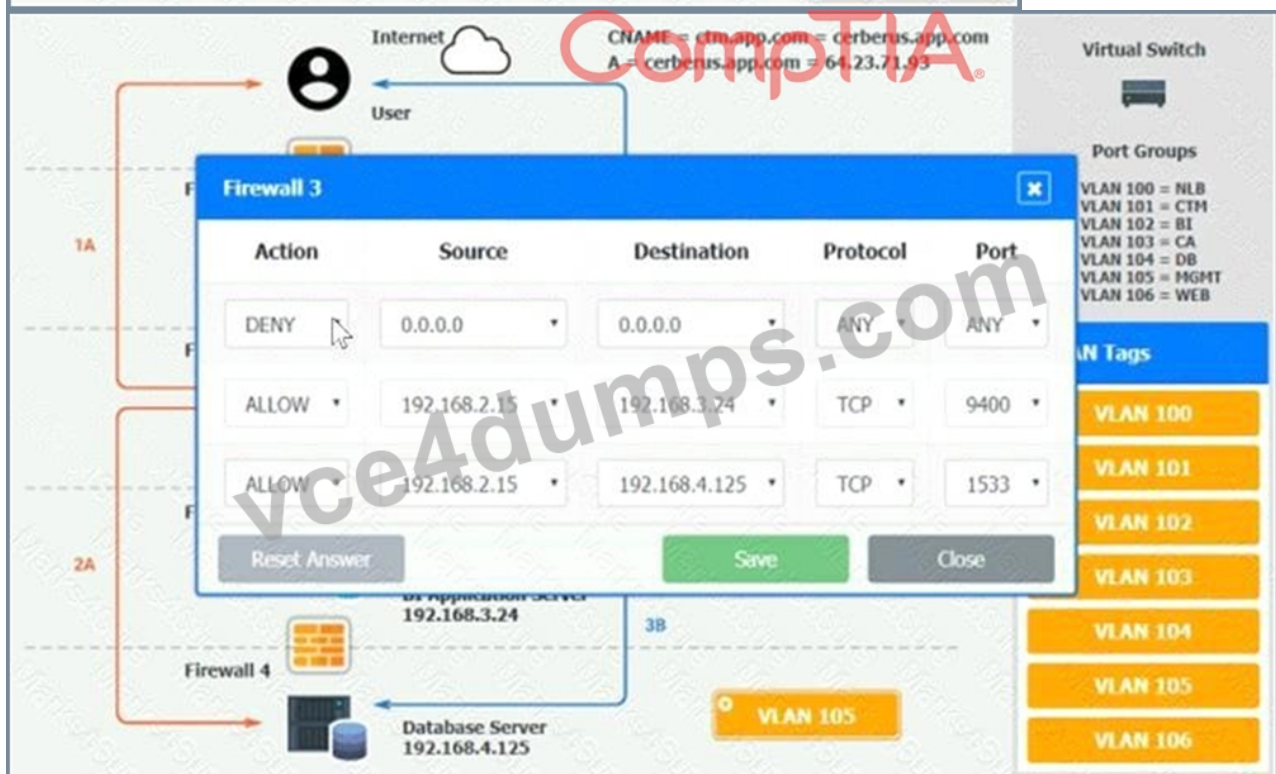 Internet
CNAME = ctm.app.com = cerberus.app.com
A = cerberus.app.com = 64.23.71.93
CompTIA®
User
Virtual Switch
Port Groups
VLAN 100 = NLB
VLAN 101 = CTM
VLAN 102 = BI
VLAN 103 = CA
VLAN 104 = DB
VLAN 105 = MGMT
VLAN 106 = WEB
1A
Firewall 3
Action Source Destination Protocol Port
DENY 0.0.0.0 0.0.0.0 ANY ANY
ALLOW 192.168.2.15 192.168.3.24 TCP 9400
ALLOW 192.168.2.15 192.168.4.125 TCP 1533
Reset Answer Save Close
vce4dumps.com
Tags
VLAN 100
VLAN 101
VLAN 102
VLAN 103
VLAN 104
VLAN 105
VLAN 106
2A
BI Application Server
192.168.3.24
3B
Firewall 4
Database Server
192.168.4.125
VLAN 105